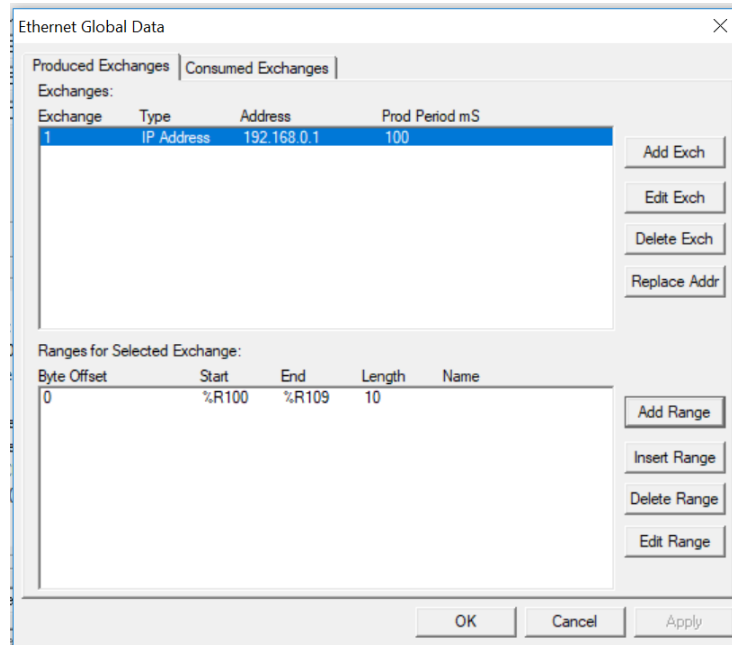 Ethernet Global Data
Produced Exchanges Consumed Exchanges
Exchanges:
Exchange Type Address Prod Period mS
1 IP Address 192.168.0.1 100
Add Exch
Edit Exch
Delete Exch
Replace Addr
Ranges for Selected Exchange:
Byte Offset Start End Length Name
0 %R100 %R109 10
Add Range
Insert Range
Delete Range
Edit Range
OK Cancel Apply